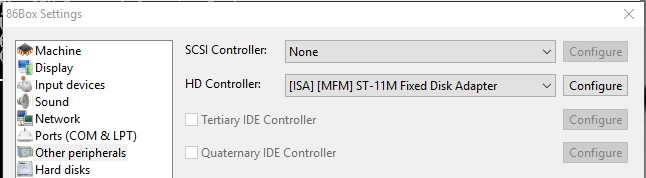 86Box Settings
Machine
Display
Input devices
Sound
Network
Ports (COM & LPT)
Other peripherals
Hard disks
SCSI Controller: None Configure
HD Controller: [ISA] [MFM] ST-11M Fixed Disk Adapter Configure
Tertiary IDE Controller Configure
Quaternary IDE Controller Configure